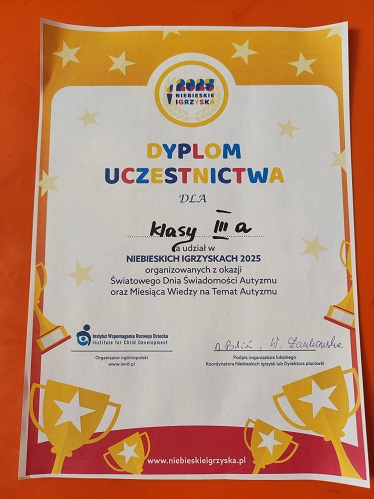 2025
NIEBIESKIE
IGRZYSKA
DYPLOM
UCZESTNICTWA
DLA
klasy III a
za udział w
NIEBIESKICH IGRZYSKACH 2025
organizowanych z okazji
Światowego Dnia Świadomości Autyzmu
oraz Miesiąca Wiedzy na Temat Autyzmu
Instytut Wspomagania Rozwoju Dziecka
Institute for Child Development
Organizator ogólnopolski
www.iwrd.pl
Podpis organizatora lokalnego
Koordynatora Niebieskich Igrzysk lub Dyrektora placówki
www.niebieskieigrzyska.pl